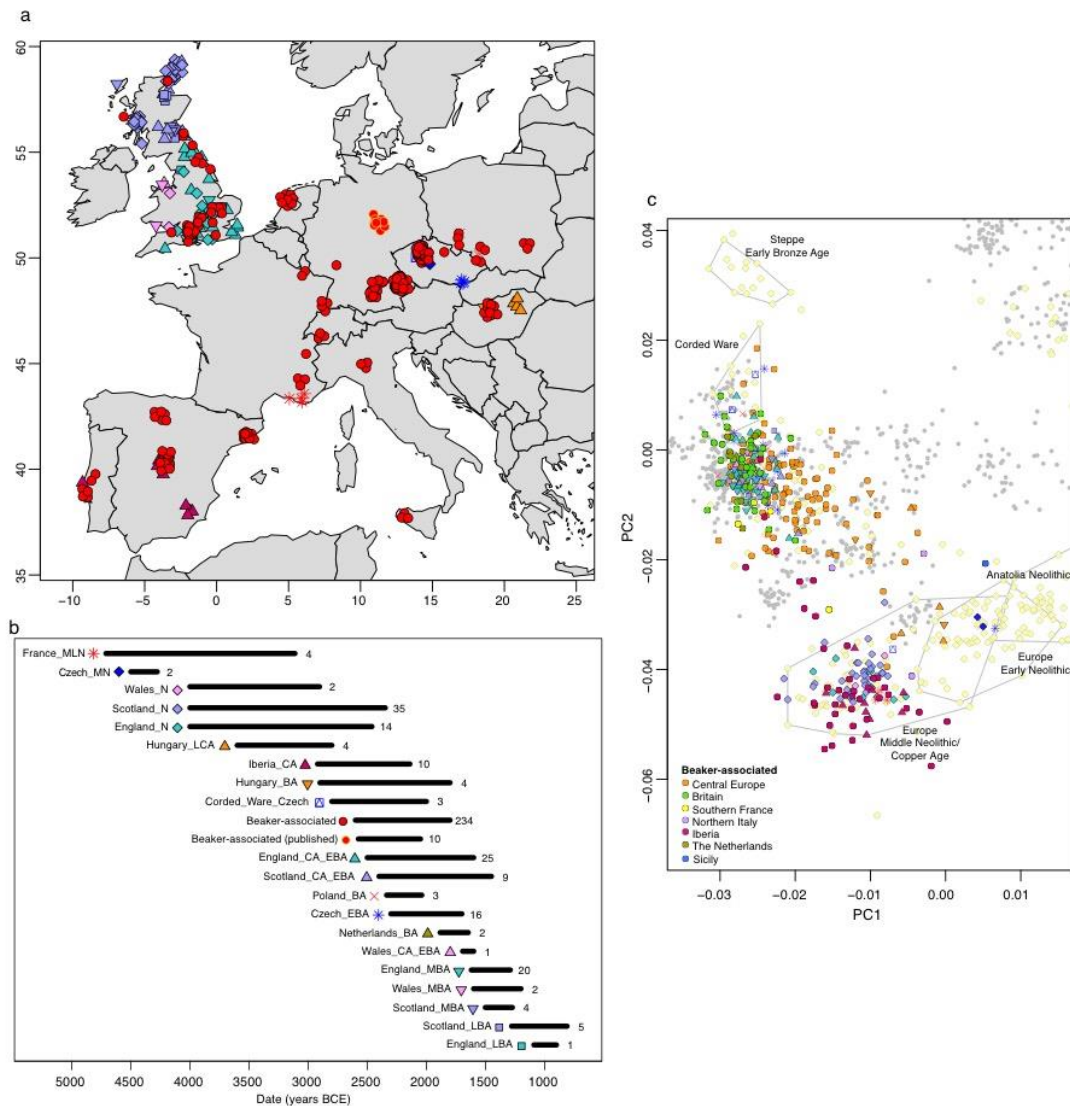 a
60
55
50
45
40
35
−10
−5
0
5
10
15
20
25
b
France_MLN 4
Czech_MN 2
Wales_N 2
Scotland_N 35
England_N 14
Hungary_LCA 4
Iberia_CA 10
Hungary_BA 4
Corded_Ware_Czech 3
Beaker-associated 234
Beaker-associated (published) 10
England_CA_EBA 25
Scotland_CA_EBA 9
Poland_BA 3
Czech_EBA 16
Netherlands_BA 2
Wales_CA_EBA 1
England_MBA 20
Wales_MBA 2
Scotland_MBA 4
Scotland_LBA 5
England_LBA 1
5000 4500 4000 3500 3000 2500 2000 1500 1000
Date (years BCE)
c
0.04
0.02
0.00
−0.02
−0.04
−0.06
PC2
Steppe
Early Bronze Age
Corded Ware
Anatolia Neolithic
Europe
Early Neolithic
Europe
Middle Neolithic/
Copper Age
Beaker-associated
Central Europe
Britain
Southern France
Northern Italy
Iberia
The Netherlands
Sicily
−0.03 −0.02 −0.01 0.00 0.01
PC1